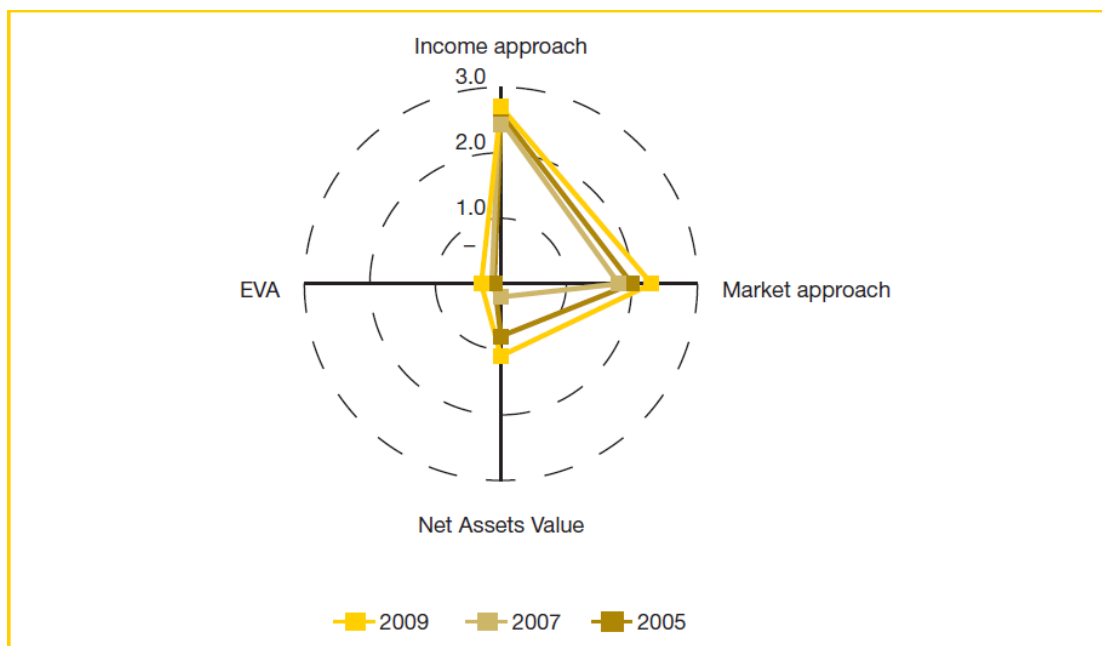 Income approach
3.0
2.0
1.0
–
EVA
Market approach
Net Assets Value
2009 2007 2005